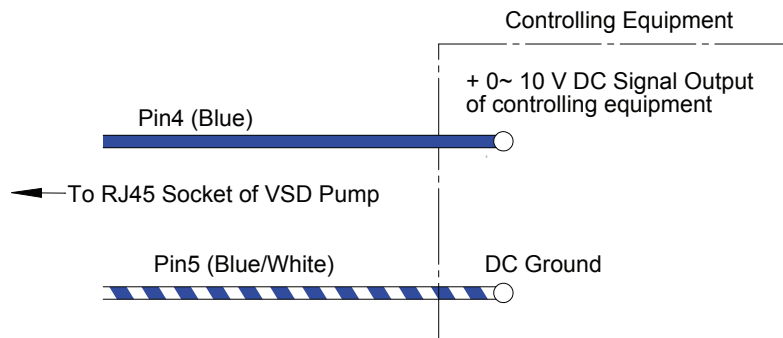 Controlling Equipment
+ 0~ 10 V DC Signal Output
of controlling equipment
Pin4 (Blue)
To RJ45 Socket of VSD Pump
Pin5 (Blue/White)
DC Ground